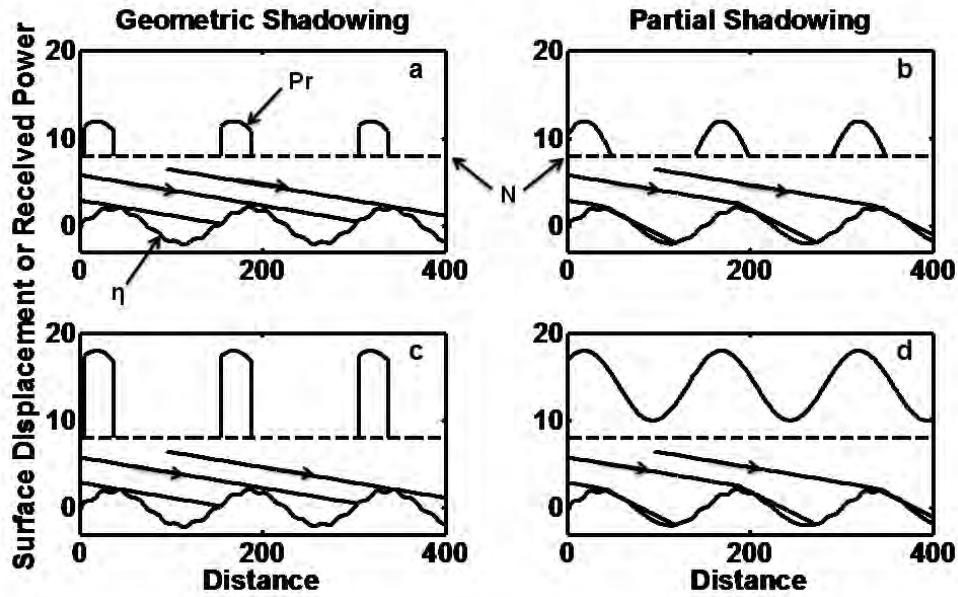 Geometric Shadowing
Partial Shadowing
Surface Displacement or Received Power
20
10
0
a
Pr
η
0
200
400
N
20
10
0
b
0
200
400
20
10
0
c
0
200
400
Distance
20
10
0
d
0
200
400
Distance